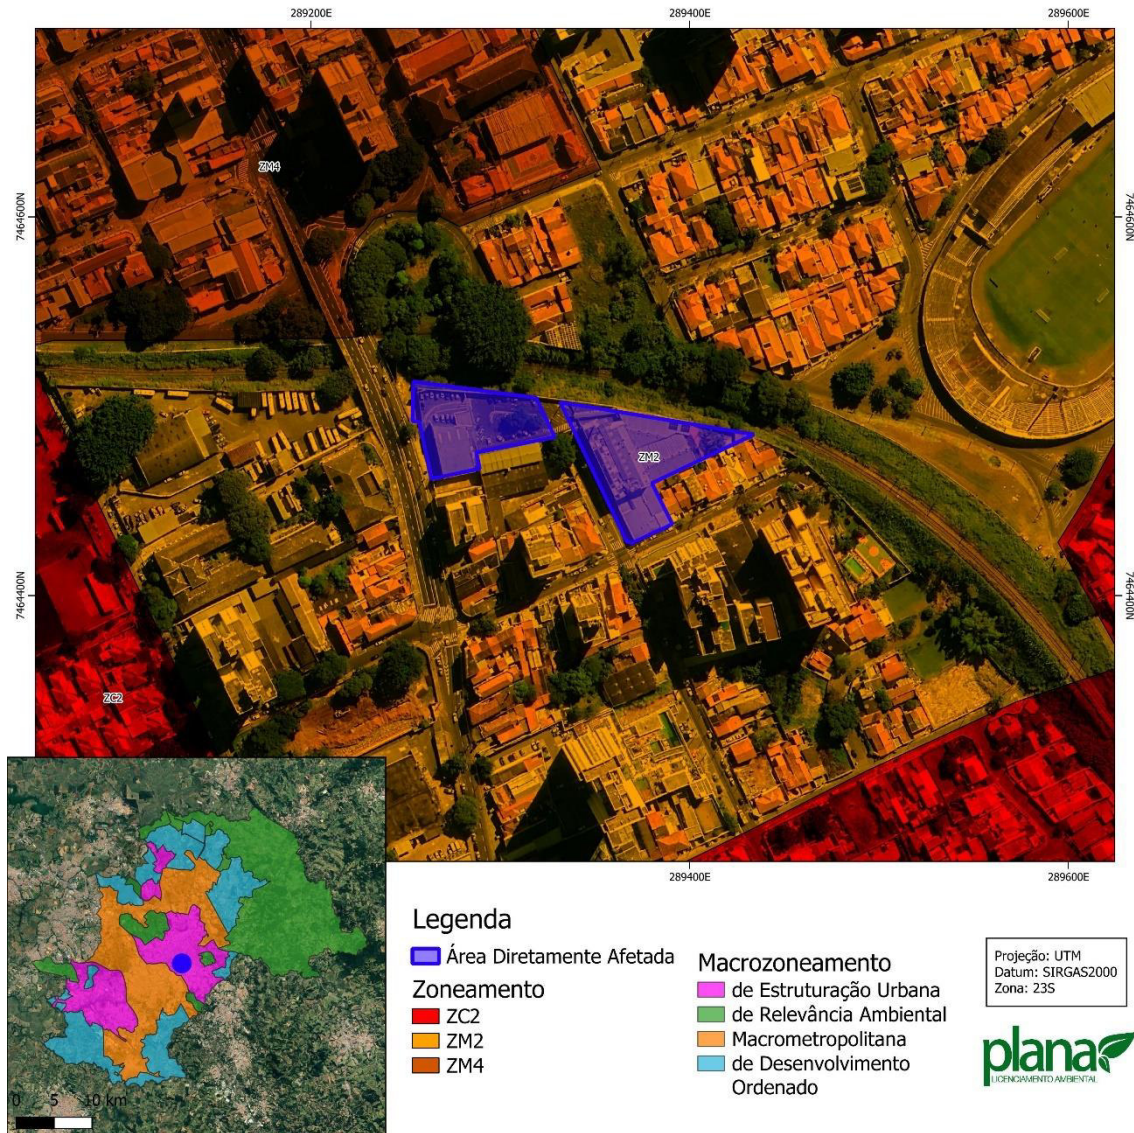 289200E
289400E
289600E
ZM4
7464600N
7464600N
ZM2
7464400N
7464400N
ZC2
289400E
289600E
0 5 10 km
Legenda
Área Diretamente Afetada
Zoneamento
ZC2
ZM2
ZM4
Macrozoneamento
de Estruturação Urbana
de Relevância Ambiental
Macrometropolitana
de Desenvolvimento
Ordenado
Projeção: UTM
Datum: SIRGAS2000
Zona: 23S
plana
LICENCIAMENTO AMBIENTAL